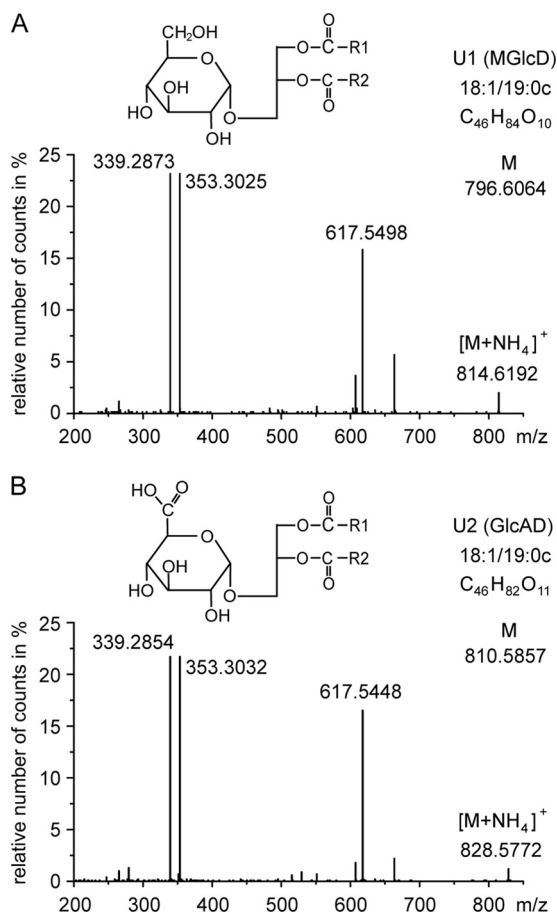 A
CH₂OH
O
OH
HO
OH
O
O
O–C–R1
O
O–C–R2
O
U1 (MGlcD)
18:1/19:0c
C₄₆H₈₄O₁₀
M
796.6064
[M+NH₄]⁺
814.6192
339.2873
353.3025
617.5498
relative number of counts in %
25
20
15
10
5
0
200 300 400 500 600 700 800 m/z
B
HO
O
C
O
OH
HO
OH
O
O
O–C–R1
O–C–R2
O
U2 (GlcAD)
18:1/19:0c
C₄₆H₈₂O₁₁
M
810.5857
[M+NH₄]⁺
828.5772
339.2854
353.3032
617.5448
relative number of counts in %
25
20
15
10
5
0
200 300 400 500 600 700 800 m/z